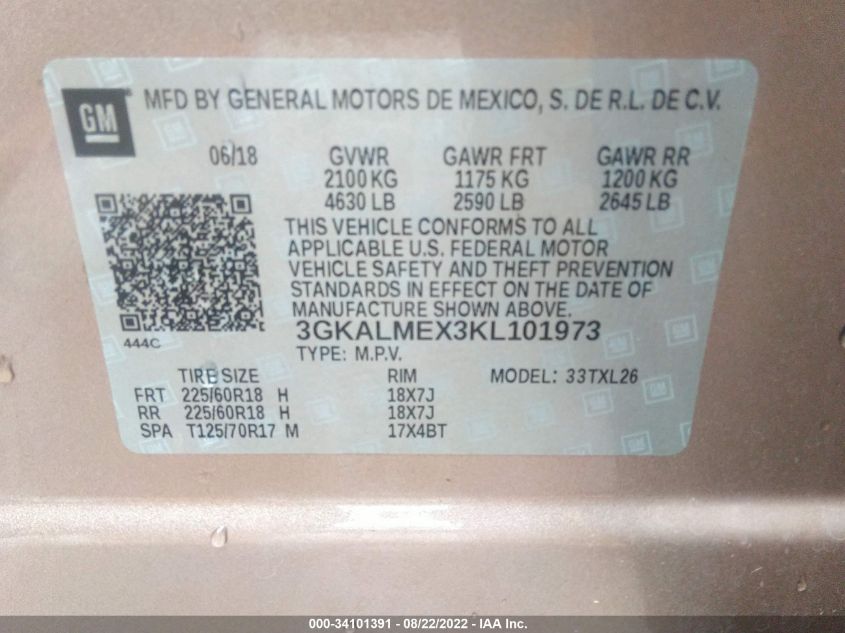 GM
MFD BY GENERAL MOTORS DE MEXICO, S. DE R.L. DE C.V.
06/18 GVWR GAWR FRT GAWR RR
2100 KG 1175 KG 1200 KG
4630 LB 2590 LB 2645 LB
THIS VEHICLE CONFORMS TO ALL
APPLICABLE U.S. FEDERAL MOTOR
VEHICLE SAFETY AND THEFT PREVENTION
STANDARDS IN EFFECT ON THE DATE OF
MANUFACTURE SHOWN ABOVE.
444C
3GKALMEX3KL101973
TYPE: M.P.V.
TIRE SIZE RIM MODEL: 33TXL26
FRT 225/60R18 H 18X7J
RR 225/60R18 H 18X7J
SPA T125/70R17 M 17X4BT
000-34101391 - 08/22/2022 - IAA Inc.